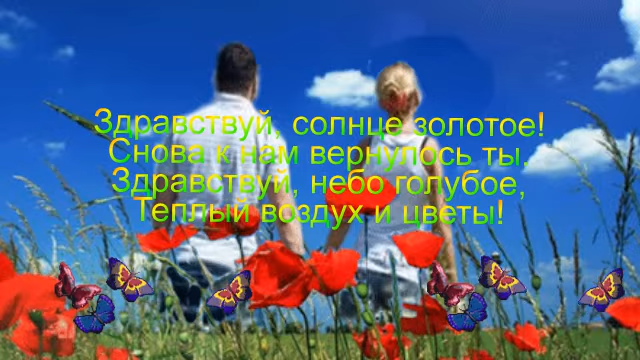 Здравствуй, солнце золотое!
Снова к нам вернулось ты.
Здравствуй, небо голубое,
Теплый воздух и цветы!